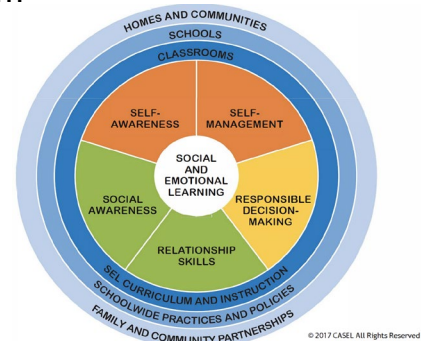 HOMES AND COMMUNITIES
SCHOOLS
CLASSROOMS
SELF-
AWARENESS
SELF-
MANAGEMENT
SOCIAL
AND
EMOTIONAL
LEARNING
SOCIAL
AWARENESS
RESPONSIBLE
DECISION-
MAKING
RELATIONSHIP
SKILLS
SEL CURRICULUM AND INSTRUCTION
SCHOOLWIDE PRACTICES AND POLICIES
FAMILY AND COMMUNITY PARTNERSHIPS
© 2017 CASEL All Rights Reserved